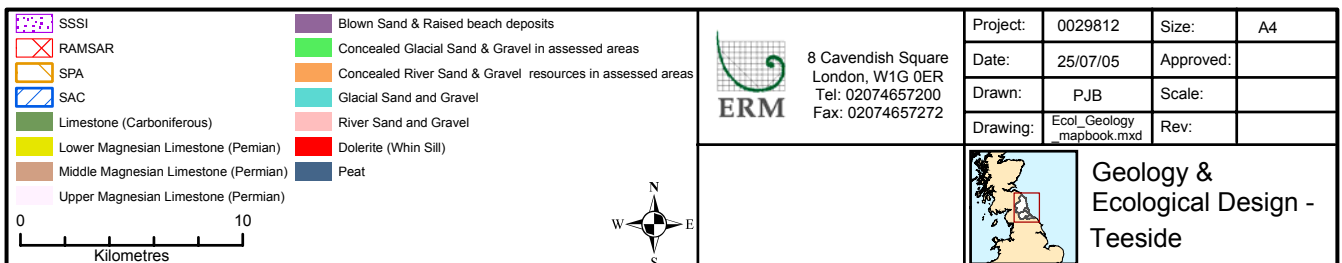 SSSI
RAMSAR
SPA
SAC
Limestone (Carboniferous)
Lower Magnesian Limestone (Pemian)
Middle Magnesian Limestone (Permian)
Upper Magnesian Limestone (Permian)
Blown Sand & Raised beach deposits
Concealed Glacial Sand & Gravel in assessed areas
Concealed River Sand & Gravel resources in assessed areas
Glacial Sand and Gravel
River Sand and Gravel
Dolerite (Whin Sill)
Peat
0 10
Kilometres
N
W E
S
ERM
8 Cavendish Square
London, W1G 0ER
Tel: 02074657200
Fax: 02074657272
Project: 0029812 Size: A4
Date: 25/07/05 Approved:
Drawn: PJB Scale:
Drawing: Ecol_Geology
_mapbook.mxd Rev:
Geology &
Ecological Design -
Teeside